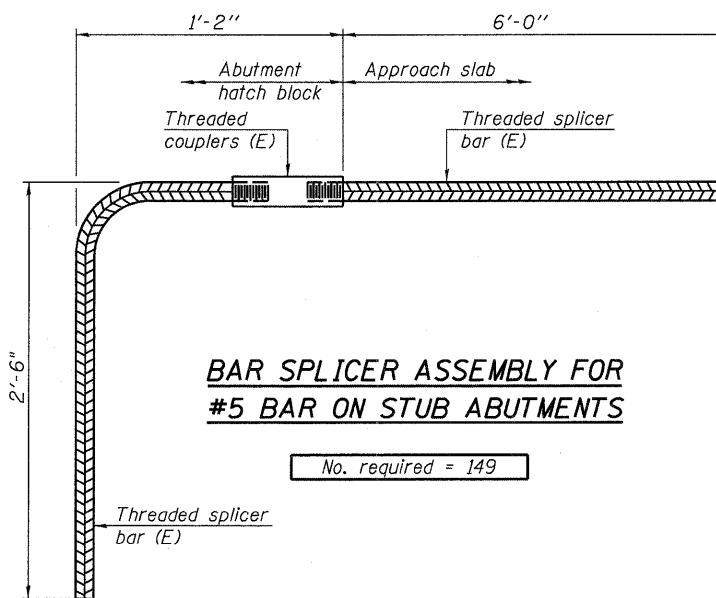 1'-2"
6'-0"
Abutment
hatch block
Approach slab
Threaded
couplers (E)
Threaded splicer
bar (E)
2'-6"
BAR SPLICER ASSEMBLY FOR
#5 BAR ON STUB ABUTMENTS
No. required = 149
Threaded splicer
bar (E)